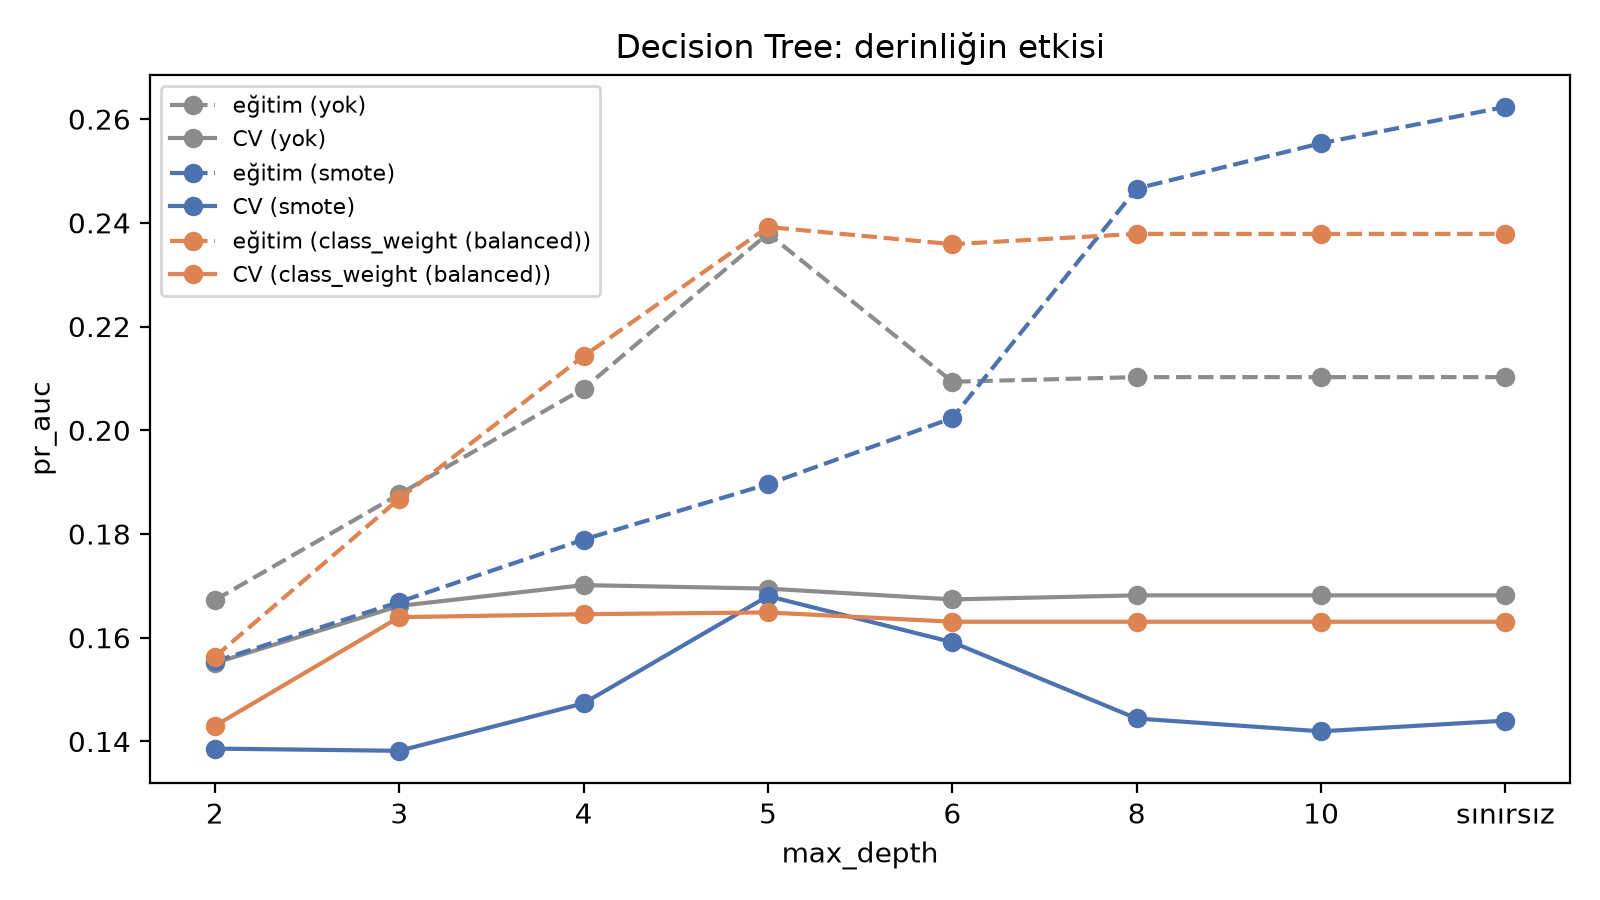 Decision Tree: derinliğin etkisi
eğitim (yok)
CV (yok)
eğitim (smote)
CV (smote)
eğitim (class_weight (balanced))
CV (class_weight (balanced))
0.26
0.24
0.22
0.20
0.18
0.16
0.14
pr_auc
2 3 4 5 6 8 10 sınırsız
max_depth